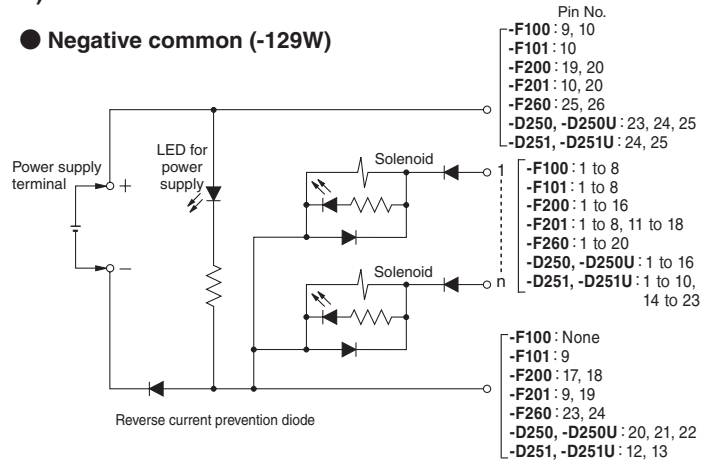 ● Negative common (-129W)
Pin No.
-F100 : 9, 10
-F101 : 10
-F200 : 19, 20
-F201 : 10, 20
-F260 : 25, 26
-D250, -D250U : 23, 24, 25
-D251, -D251U : 24, 25
Power supply
terminal
+
−
LED for
power
supply
Solenoid
1
-F100 : 1 to 8
-F101 : 1 to 8
-F200 : 1 to 16
-F201 : 1 to 8, 11 to 18
-F260 : 1 to 20
-D250, -D250U : 1 to 16
-D251, -D251U : 1 to 10,
14 to 23
Solenoid
n
-F100 : None
-F101 : 9
-F200 : 17, 18
-F201 : 9, 19
-F260 : 23, 24
-D250, -D250U : 20, 21, 22
-D251, -D251U : 12, 13
Reverse current prevention diode